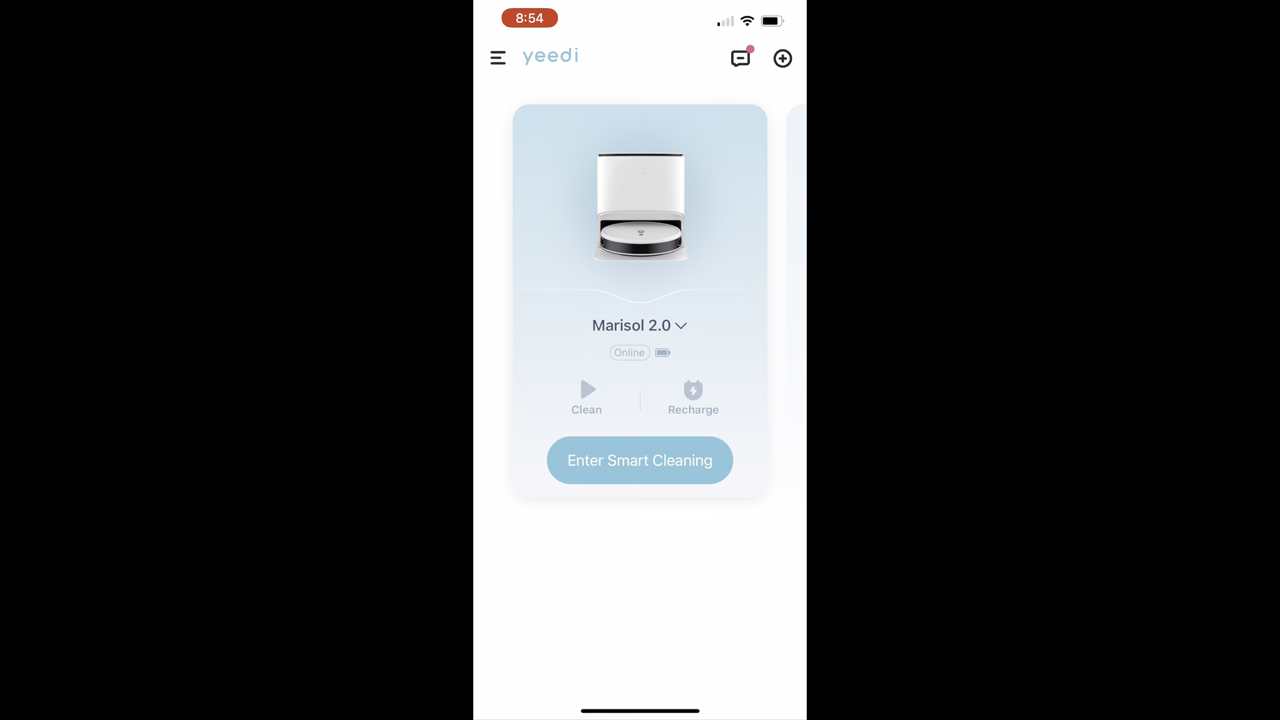 8:54
yeedi
Marisol 2.0
Online
Clean
Recharge
Enter Smart Cleaning